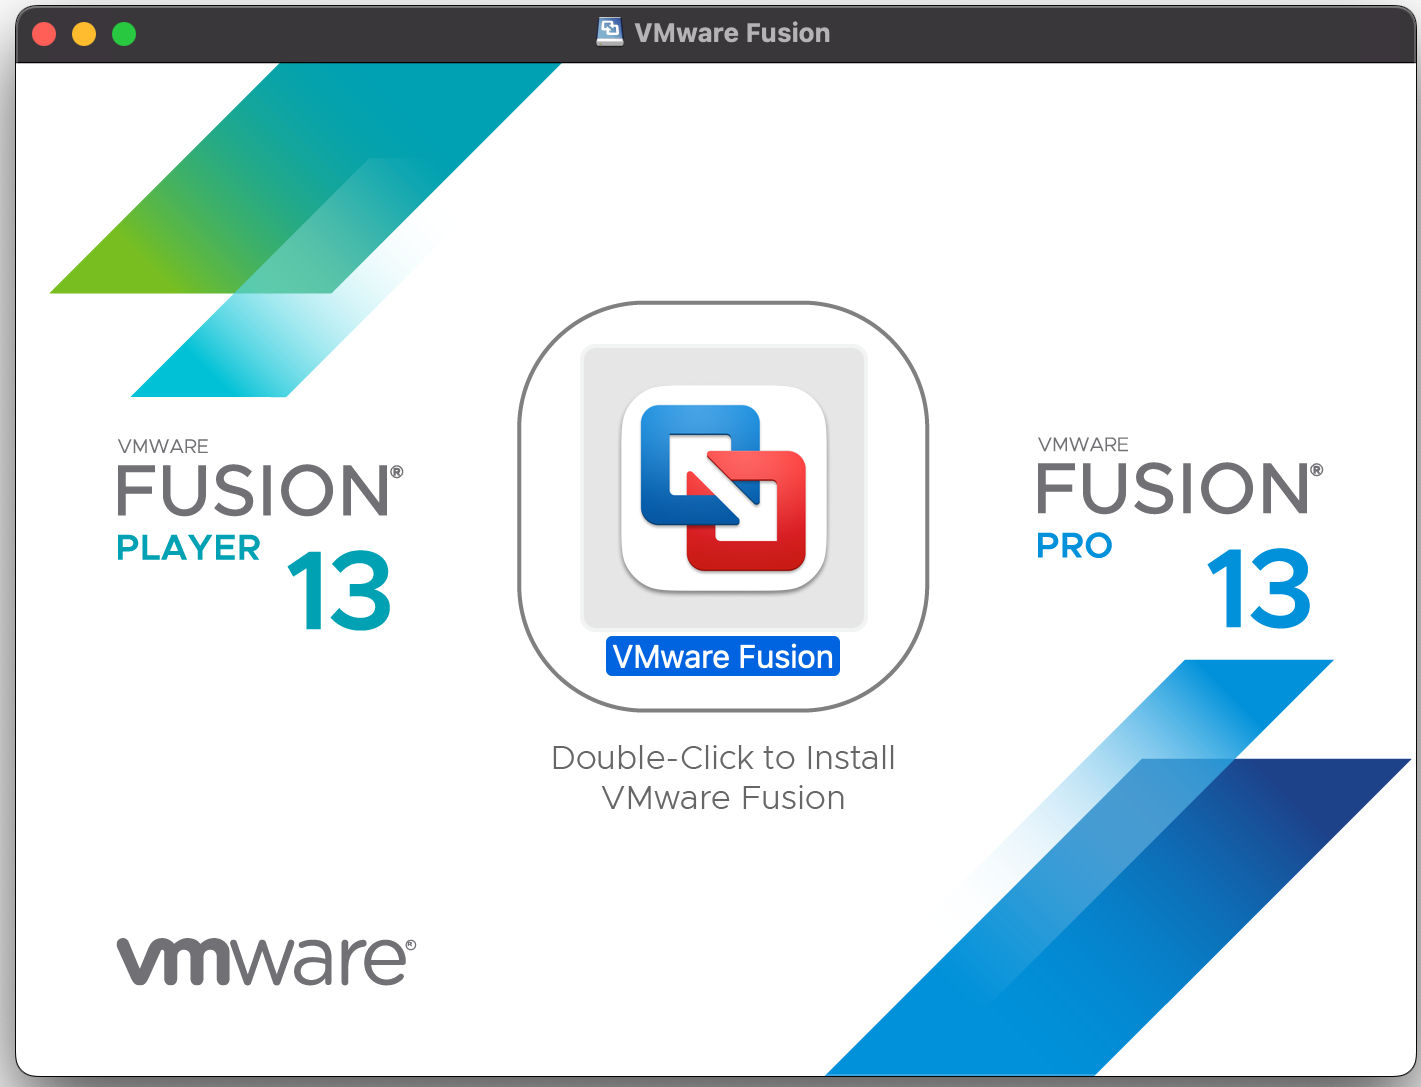 VMware Fusion
VMWARE
FUSION®
PLAYER 13
VMware Fusion
Double-Click to Install
VMware Fusion
VMWARE
FUSION®
PRO 13
vmware®